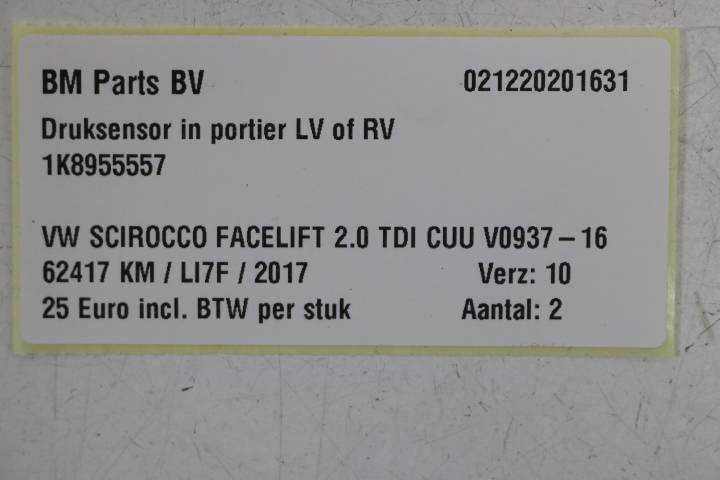 BM Parts BV 021220201631
Druksensor in portier LV of RV
1K8955557
VW SCIROCCO FACELIFT 2.0 TDI CUU V0937-16
62417 KM / LI7F / 2017 Verz: 10
25 Euro incl. BTW per stuk Aantal: 2